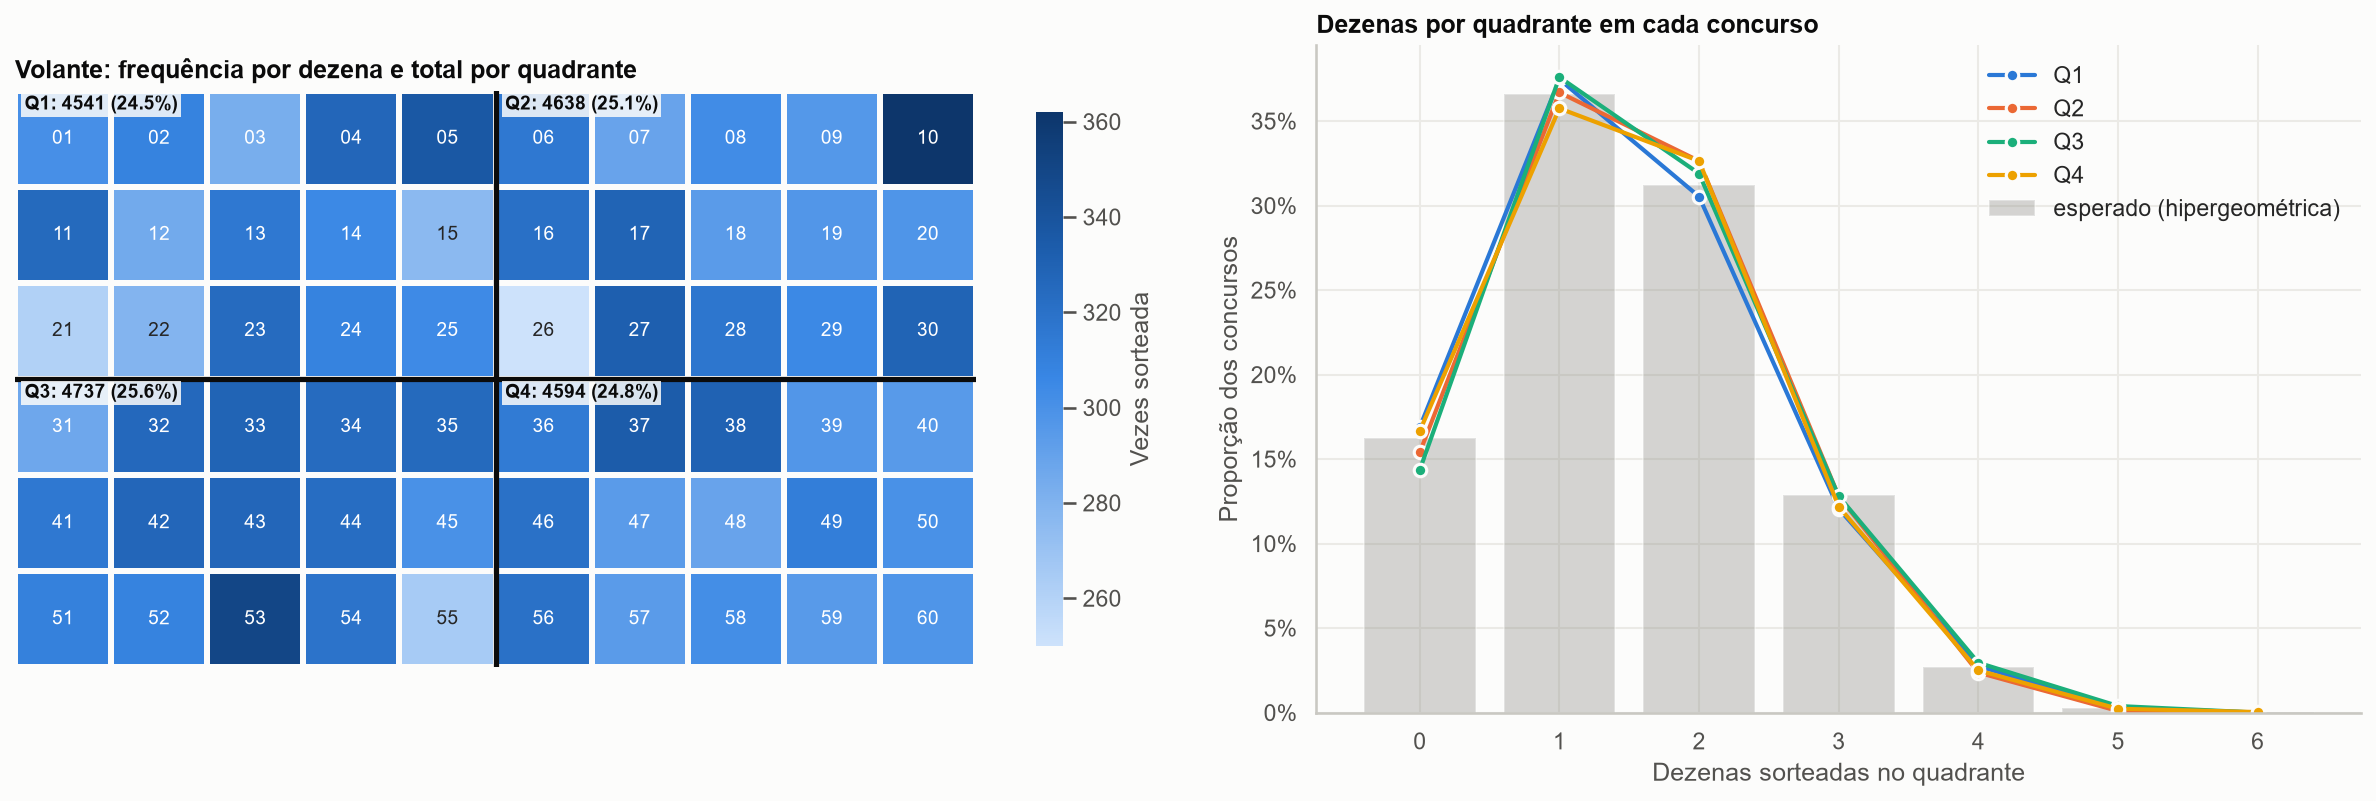 Volante: frequência por dezena e total por quadrante
Q1: 4541 (24.5%) Q2: 4638 (25.1%)
01 02 03 04 05 06 07 08 09 10
11 12 13 14 15 16 17 18 19 20
21 22 23 24 25 26 27 28 29 30
Q3: 4737 (25.6%) Q4: 4594 (24.8%)
31 32 33 34 35 36 37 38 39 40
41 42 43 44 45 46 47 48 49 50
51 52 53 54 55 56 57 58 59 60
360
340
320
300
280
260
Vezes sorteada
Dezenas por quadrante em cada concurso
Q1
Q2
Q3
Q4
esperado (hipergeométrica)
Proporção dos concursos
35%
30%
25%
20%
15%
10%
5%
0%
0 1 2 3 4 5 6
Dezenas sorteadas no quadrante